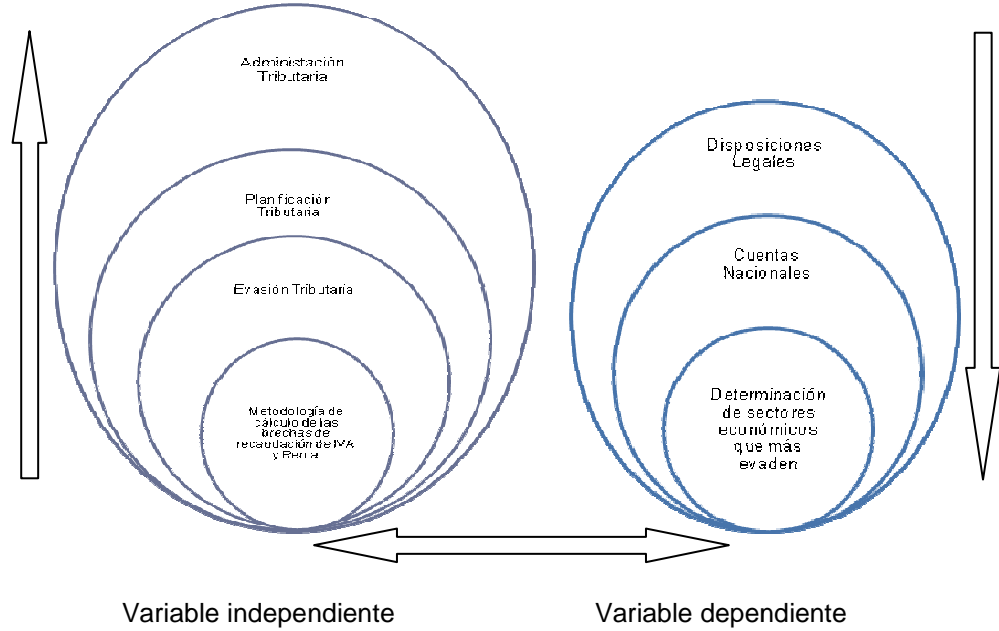 Administación
Tributaria
Planificación
Tributaria
Evasión Tributaria
Metodología de
cálculo de las
brechas de
recaudación de IVA
y Renta
Disposiciones
Legales
Cuentas
Nacionales
Determinación
de sectores
económicos
que más
evaden
Variable independiente
Variable dependiente